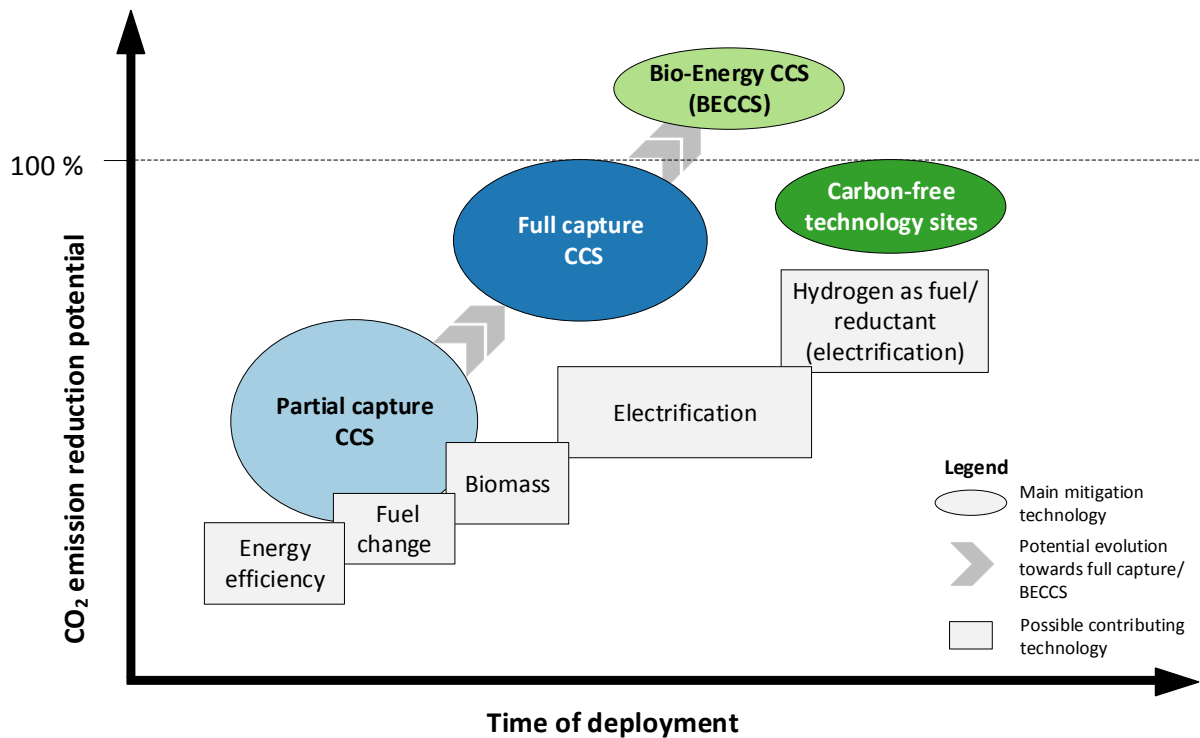 Bio-Energy CCS
(BECCS)
100 %
Full capture
CCS
Carbon-free
technology sites
Hydrogen as fuel/
reductant
(electrification)
Partial capture
CCS
Electrification
Biomass
Fuel
change
Energy
efficiency
CO₂ emission reduction potential
Legend
Main mitigation
technology
Potential evolution
towards full capture/
BECCS
Possible contributing
technology
Time of deployment